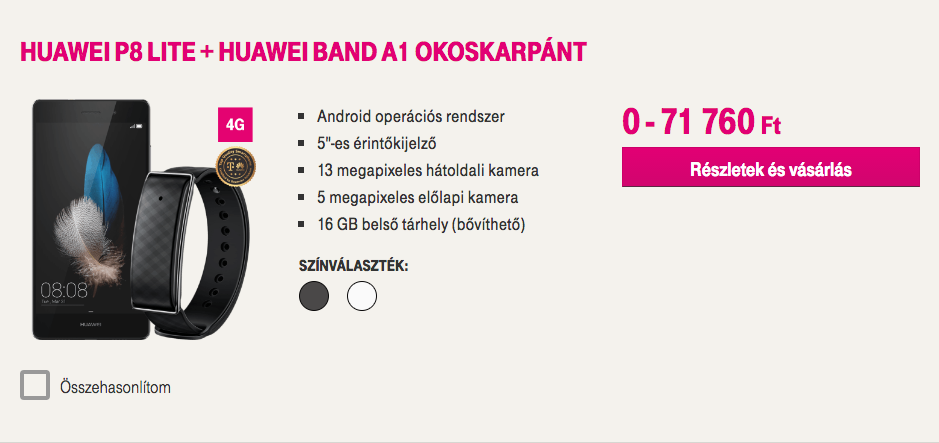 HUAWEI P8 LITE + HUAWEI BAND A1 OKOSKARPÁNT
4G
08:08
HUAWEI
Android operációs rendszer
5"-es érintőkijelző
13 megapixeles hátoldali kamera
5 megapixeles előlapi kamera
16 GB belső tárhely (bővíthető)
SZÍNVÁLASZTÉK:
0 - 71 760 Ft
Részletek és vásárlás
Összehasonlítom